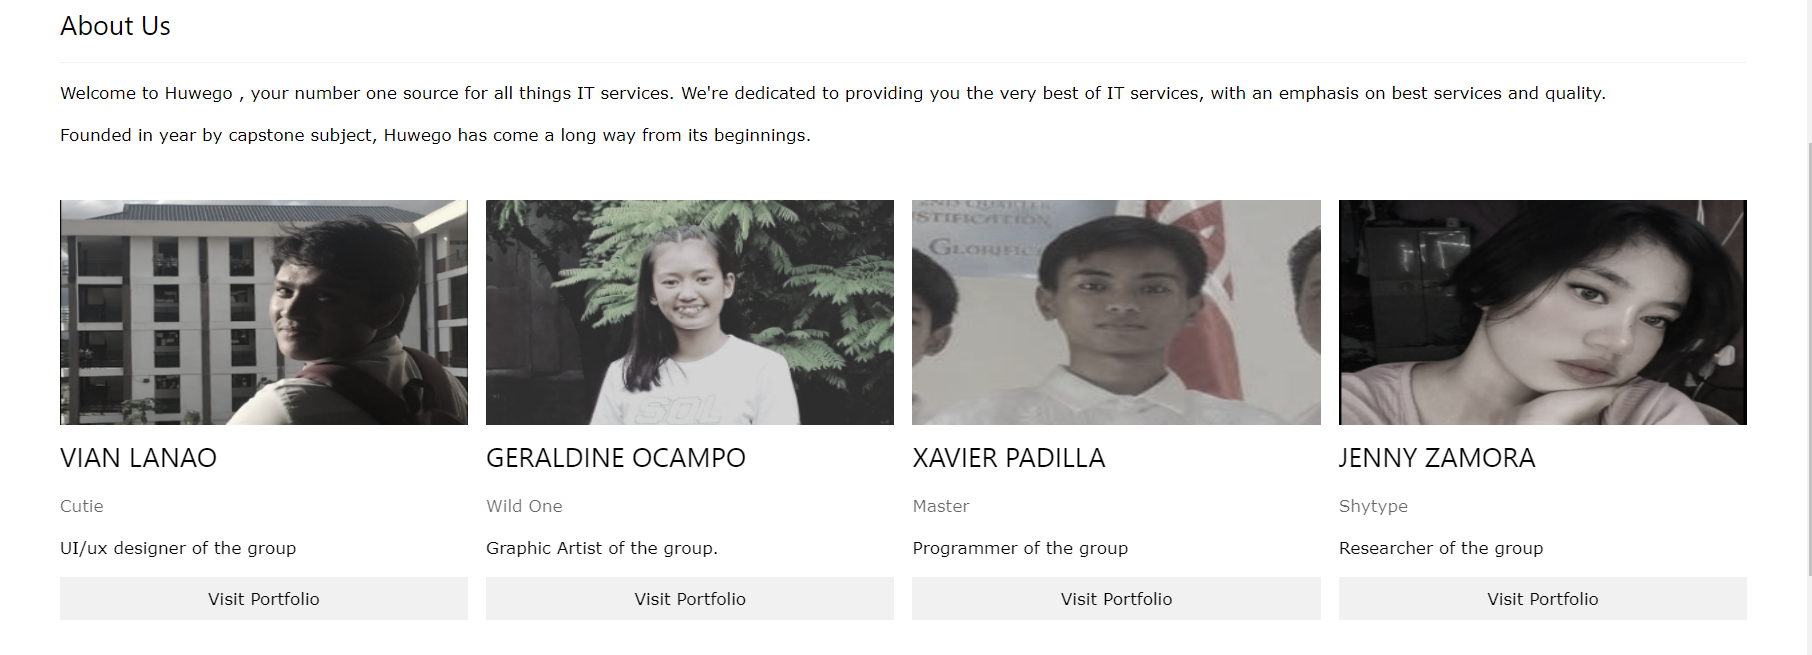 About Us
Welcome to Huwego , your number one source for all things IT services. We're dedicated to providing you the very best of IT services, with an emphasis on best services and quality.
Founded in year by capstone subject, Huwego has come a long way from its beginnings.
STIFICATION
SDL
VIAN LANAO
GERALDINE OCAMPO
XAVIER PADILLA
JENNY ZAMORA
Cutie
Wild One
Master
Shytype
UI/ux designer of the group
Graphic Artist of the group.
Programmer of the group
Researcher of the group
Visit Portfolio
Visit Portfolio
Visit Portfolio
Visit Portfolio